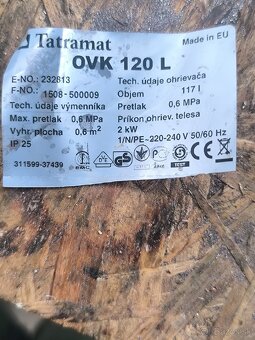 Tatramat
Made in EU
OVK 120 L
E-NO.: 232813
F-NO.: 1508-500009
Tech. údaje výmenníka
Max. pretlak 0,6 MPa
Vyhr. plocha 0,6 m²
IP 25
311599-37439
Tech. údaje ohrievača
Objem 117 l
Pretlak 0,6 MPa
Príkon ohriev. telesa
2 kW
1/N/PE~220-240 V 50/60 Hz